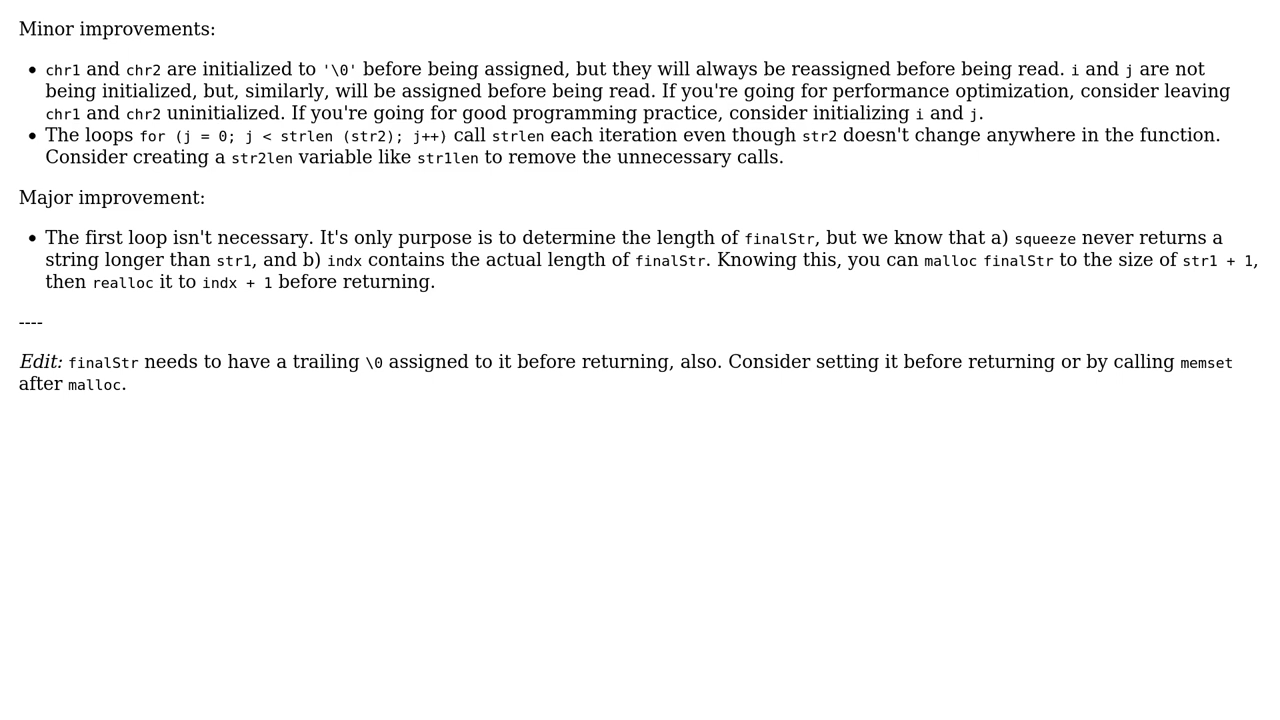 Minor improvements:
• chr1 and chr2 are initialized to '\0' before being assigned, but they will always be reassigned before being read. i and j are not
being initialized, but, similarly, will be assigned before being read. If you're going for performance optimization, consider leaving
chr1 and chr2 uninitialized. If you're going for good programming practice, consider initializing i and j.
• The loops for (j = 0; j < strlen (str2); j++) call strlen each iteration even though str2 doesn't change anywhere in the function.
Consider creating a str2len variable like str1len to remove the unnecessary calls.
Major improvement:
• The first loop isn't necessary. It's only purpose is to determine the length of finalStr, but we know that a) squeeze never returns a
string longer than str1, and b) indx contains the actual length of finalStr. Knowing this, you can malloc finalStr to the size of str1 + 1,
then realloc it to indx + 1 before returning.
----
Edit: finalStr needs to have a trailing \0 assigned to it before returning, also. Consider setting it before returning or by calling memset
after malloc.